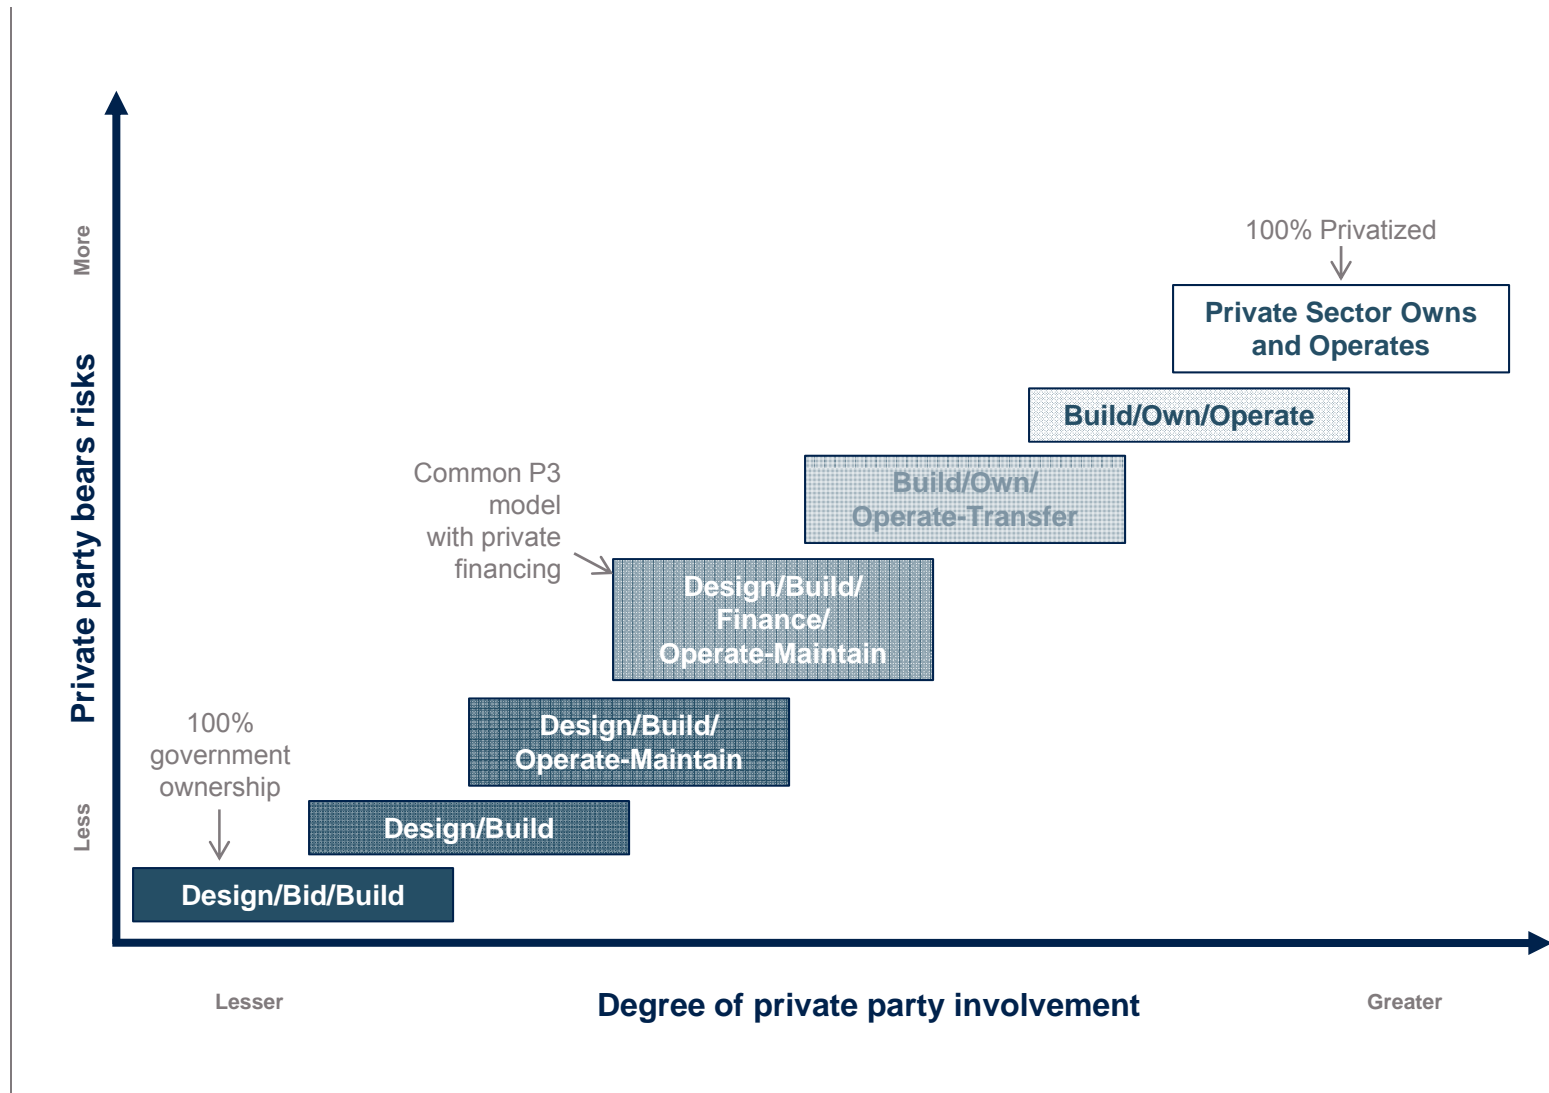 100% Privatized
Private Sector Owns
and Operates
Build/Own/Operate
Build/Own/
Operate-Transfer
Common P3
model
with private
financing
Design/Build/
Finance/
Operate-Maintain
Design/Build/
Operate-Maintain
100%
government
ownership
Design/Build
Design/Bid/Build
More
Private party bears risks
Less
Lesser
Degree of private party involvement
Greater